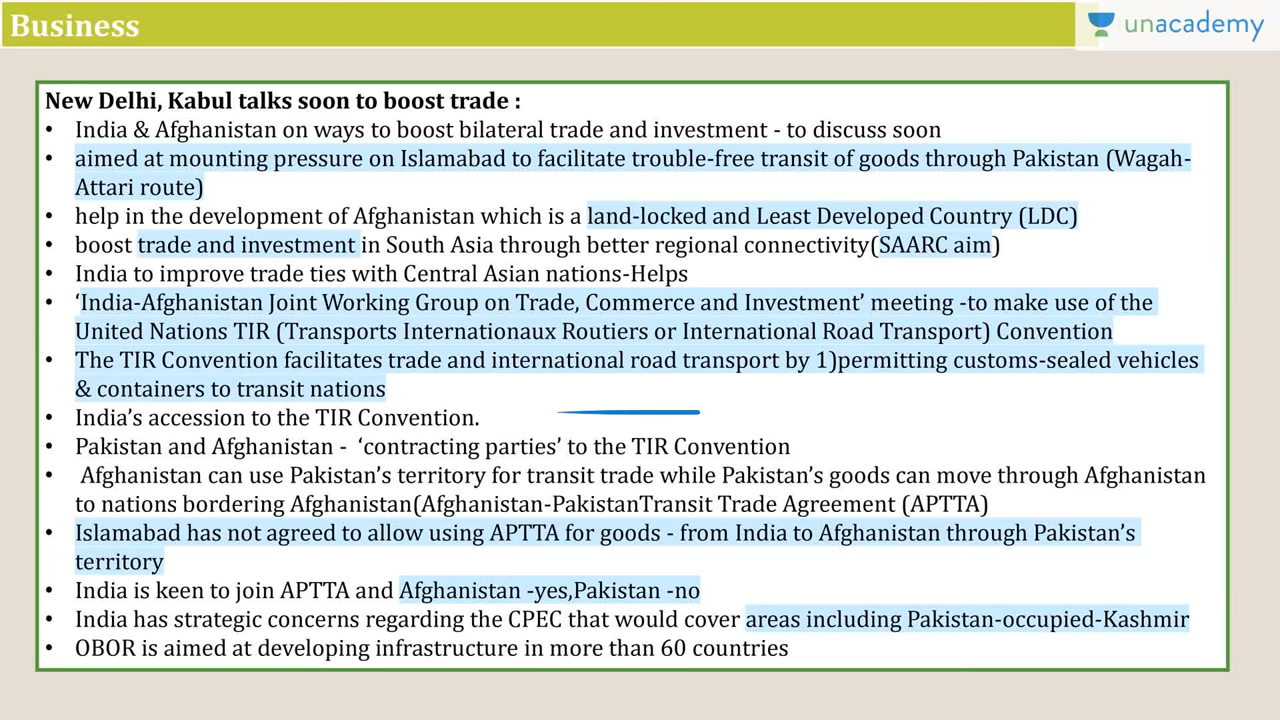 Business
unacademy
New Delhi, Kabul talks soon to boost trade :
• India & Afghanistan on ways to boost bilateral trade and investment - to discuss soon
• aimed at mounting pressure on Islamabad to facilitate trouble-free transit of goods through Pakistan (Wagah-
Attari route)
• help in the development of Afghanistan which is a land-locked and Least Developed Country (LDC)
• boost trade and investment in South Asia through better regional connectivity(SAARC aim)
• India to improve trade ties with Central Asian nations-Helps
• ‘India-Afghanistan Joint Working Group on Trade, Commerce and Investment’ meeting -to make use of the
United Nations TIR (Transports Internationaux Routiers or International Road Transport) Convention
• The TIR Convention facilitates trade and international road transport by 1)permitting customs-sealed vehicles
& containers to transit nations
• India’s accession to the TIR Convention.
• Pakistan and Afghanistan - ‘contracting parties’ to the TIR Convention
• Afghanistan can use Pakistan’s territory for transit trade while Pakistan’s goods can move through Afghanistan
to nations bordering Afghanistan(Afghanistan-PakistanTransit Trade Agreement (APTTA)
• Islamabad has not agreed to allow using APTTA for goods - from India to Afghanistan through Pakistan’s
territory
• India is keen to join APTTA and Afghanistan -yes,Pakistan -no
• India has strategic concerns regarding the CPEC that would cover areas including Pakistan-occupied-Kashmir
• OBOR is aimed at developing infrastructure in more than 60 countries